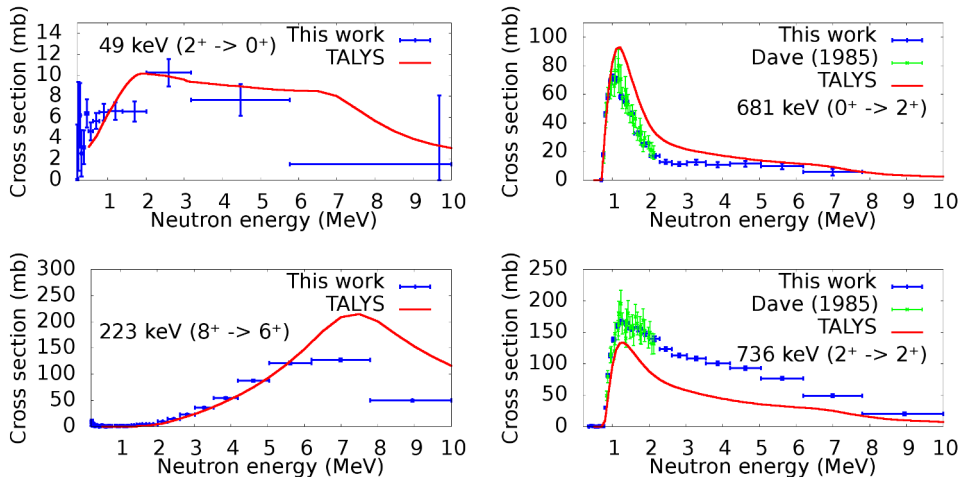 Cross section (mb)
14
12
10
8
6
4
2
0
49 keV (2⁺ -> 0⁺)
This work
TALYS
1 2 3 4 5 6 7 8 9 10
Neutron energy (MeV)
Cross section (mb)
100
80
60
40
20
0
This work
Dave (1985)
TALYS
681 keV (0⁺ -> 2⁺)
1 2 3 4 5 6 7 8 9 10
Neutron energy (MeV)
Cross section (mb)
300
250
200
150
100
50
0
This work
TALYS
223 keV (8⁺ -> 6⁺)
1 2 3 4 5 6 7 8 9 10
Neutron energy (MeV)
Cross section (mb)
250
200
150
100
50
0
This work
Dave (1985)
TALYS
736 keV (2⁺ -> 2⁺)
1 2 3 4 5 6 7 8 9 10
Neutron energy (MeV)